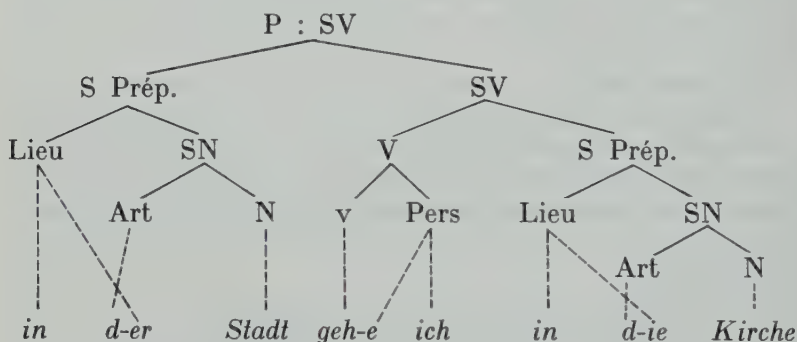 P : SV
S Prép. SV
Lieu SN V S Prép.
Art N v Pers Lieu SN
Art N
in d-er Stadt geh-e ich in d-ie Kirche